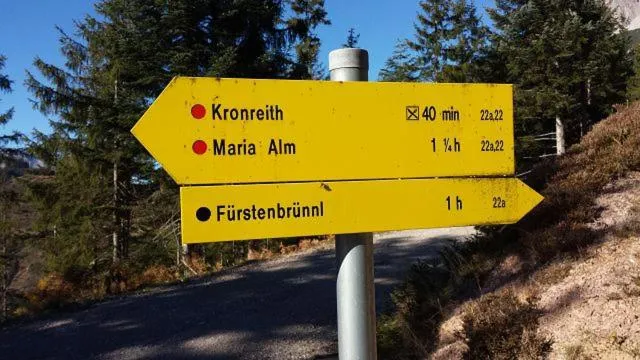 Kronreith ☒ 40 min 22a,22
Maria Alm 1 ¼ h 22a,22
Fürstenbrünnl 1 h 22a